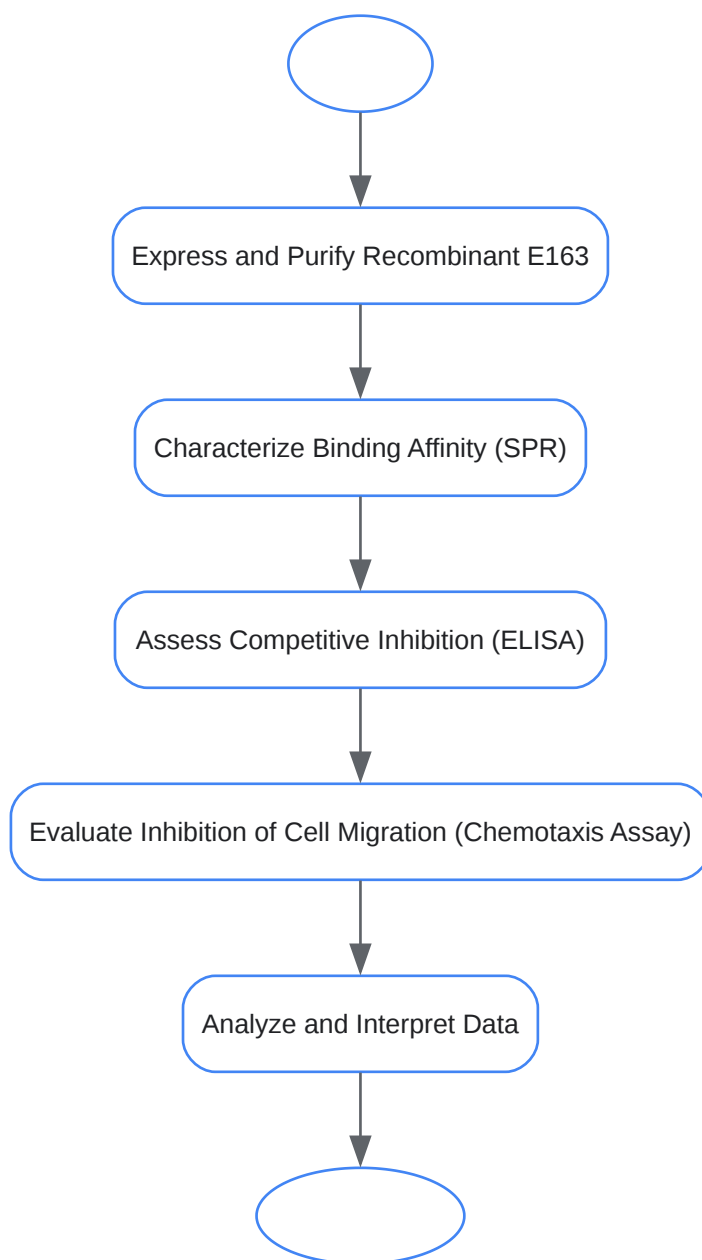 Express and Purify Recombinant E163
Characterize Binding Affinity (SPR)
Assess Competitive Inhibition (ELISA)
Evaluate Inhibition of Cell Migration (Chemotaxis Assay)
Analyze and Interpret Data